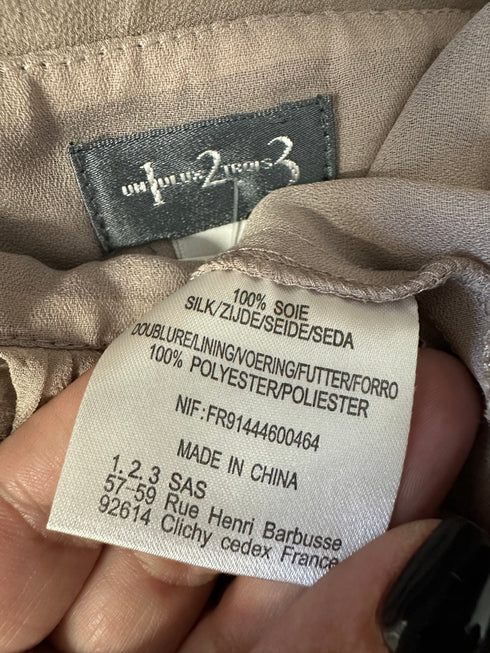 UN 1 DEUX 2 TROIS 3
100% SOIE
SILK/ZIJDE/SEIDE/SEDA
DOUBLURE/LINING/VOERING/FUTTER/FORRO
100% POLYESTER/POLIESTER
NIF:FR91444600464
MADE IN CHINA
1.2.3 SAS
57-59 Rue Henri Barbusse
92614 Clichy cedex France